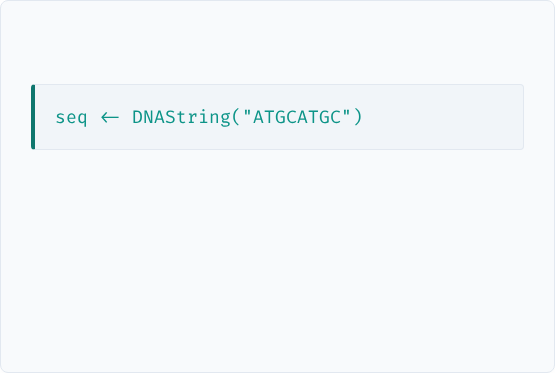 seq <- DNAString("ATGCATGC")